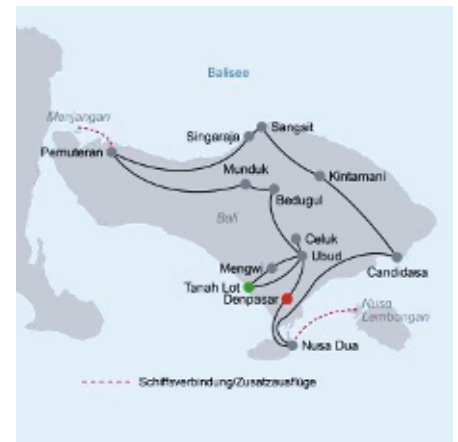 Balisee
Menjangan
Sangsit
Singaraja
Pemuteran
Munduk
Kintamani
Bedugul
Bali
Celuk
Ubud
Mengwi
Candidasa
Tanah Lot
Denpasar
Nusa
Lembongan
Nusa Dua
Schiffsverbindung/Zusatzausflüge